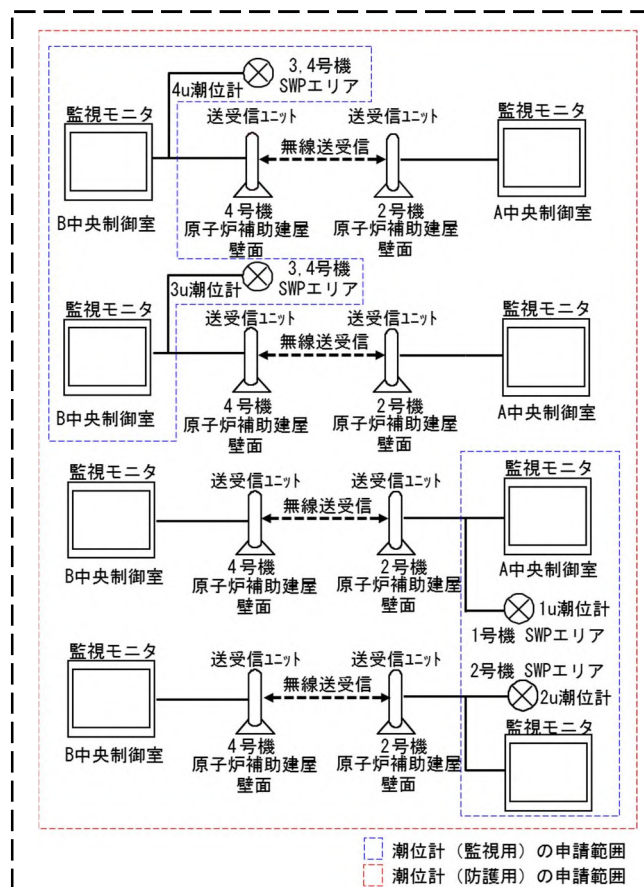 3,4号機
SWPエリア
4u潮位計
監視モニタ
送受信ユニット
送受信ユニット
監視モニタ
無線送受信
B中央制御室
4号機
原子炉補助建屋
壁面
2号機
原子炉補助建屋
壁面
A中央制御室
3,4号機
SWPエリア
3u潮位計
監視モニタ
送受信ユニット
送受信ユニット
監視モニタ
無線送受信
B中央制御室
4号機
原子炉補助建屋
壁面
2号機
原子炉補助建屋
壁面
A中央制御室
監視モニタ
送受信ユニット
送受信ユニット
監視モニタ
無線送受信
B中央制御室
4号機
原子炉補助建屋
壁面
2号機
原子炉補助建屋
壁面
A中央制御室
1u潮位計
1号機 SWPエリア
監視モニタ
送受信ユニット
送受信ユニット
2号機 SWPエリア
無線送受信
2u潮位計
B中央制御室
4号機
原子炉補助建屋
壁面
2号機
原子炉補助建屋
壁面
監視モニタ
潮位計(監視用)の申請範囲
潮位計(防護用)の申請範囲